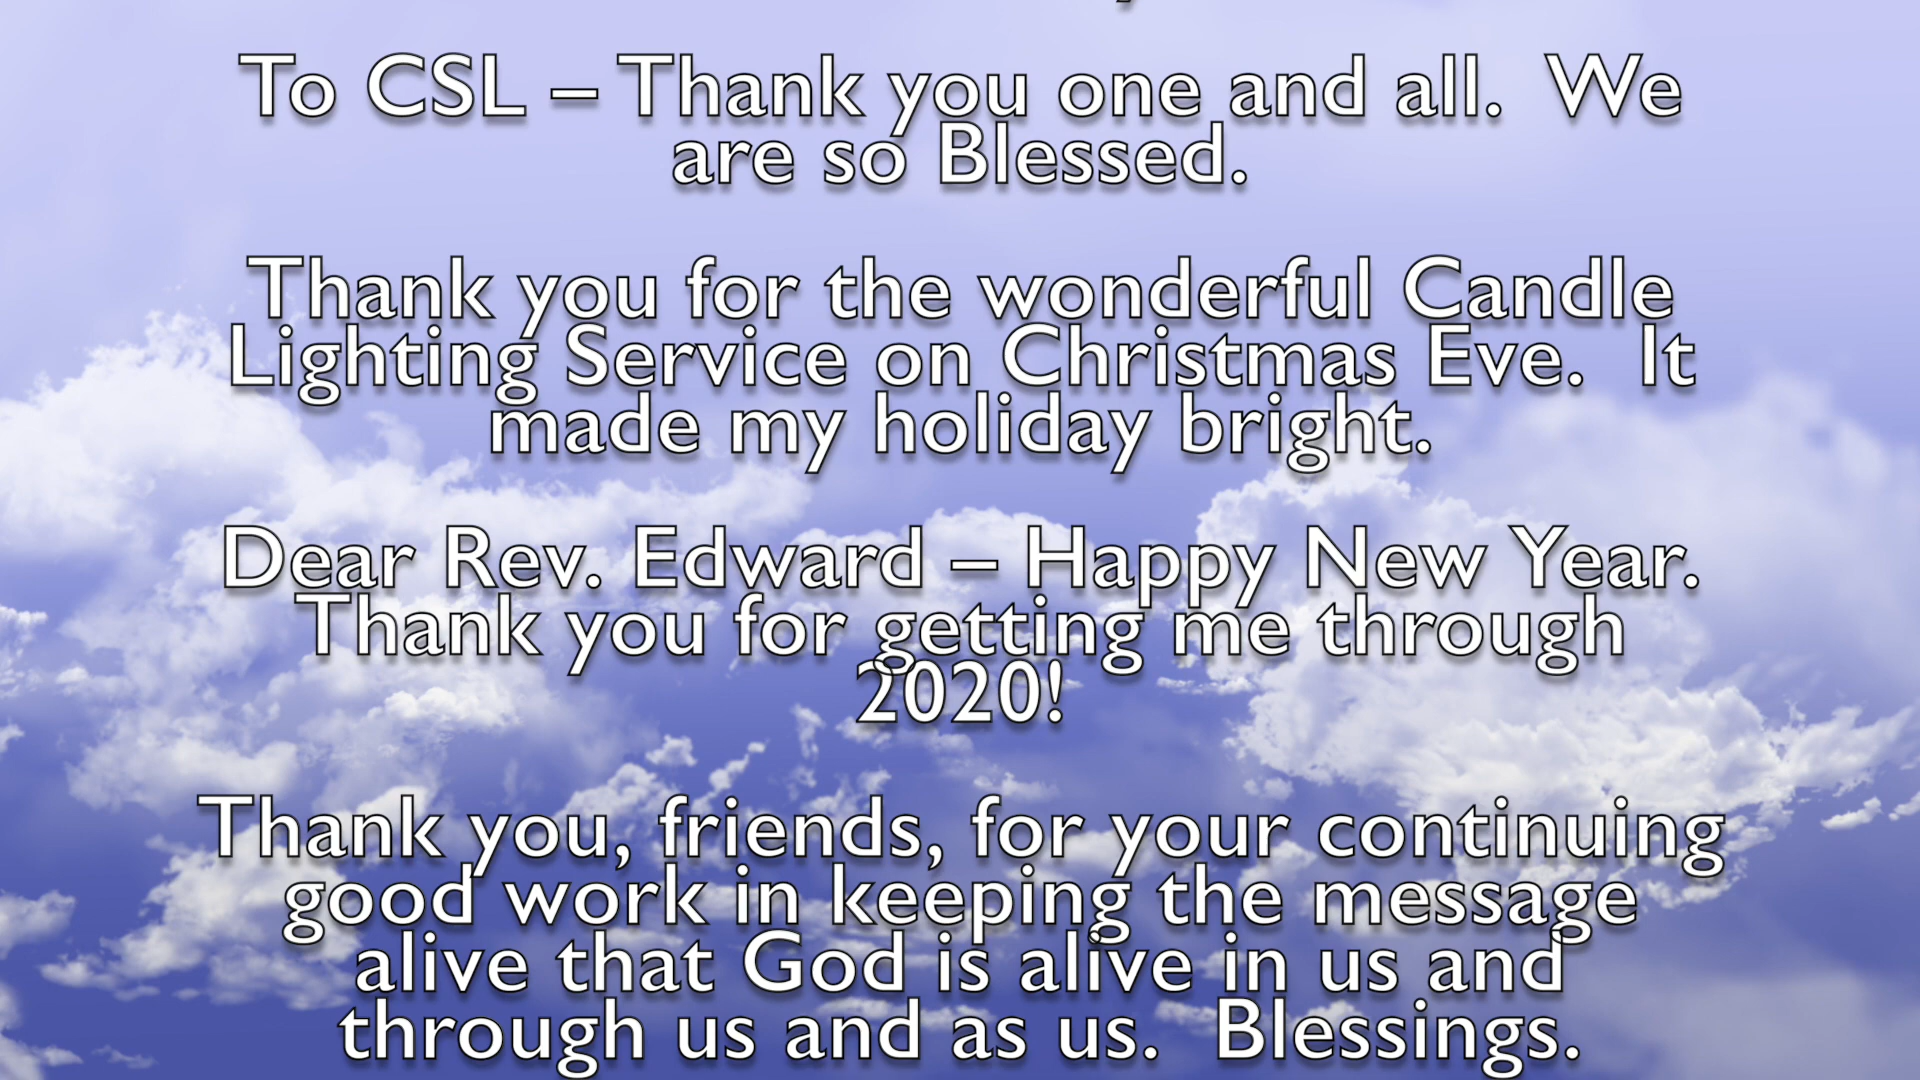 To CSL – Thank you one and all.  We
are so Blessed.
Thank you for the wonderful Candle
Lighting Service on Christmas Eve.  It
made my holiday bright.
Dear Rev. Edward – Happy New Year.
Thank you for getting me through
2020!
Thank you, friends, for your continuing
good work in keeping the message
alive that God is alive in us and
through us and as us.  Blessings.